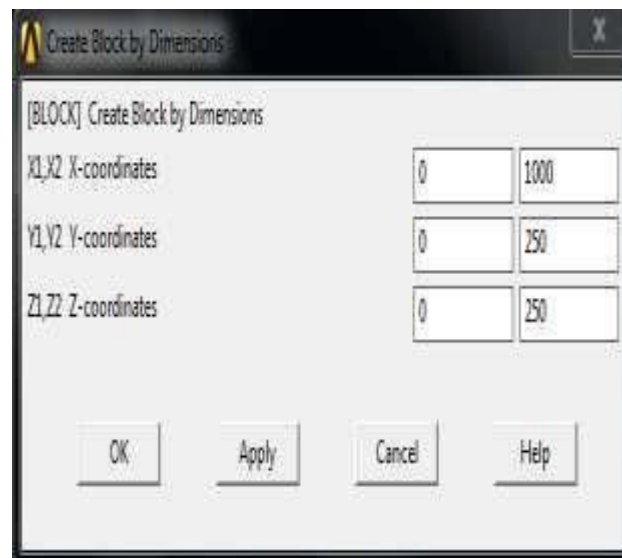 Create Block by Dimensions
X
[BLOCK] Create Block by Dimensions
X1,X2 X-coordinates 0 1000
Y1,Y2 Y-coordinates 0 250
Z1,Z2 Z-coordinates 0 250
OK Apply Cancel Help